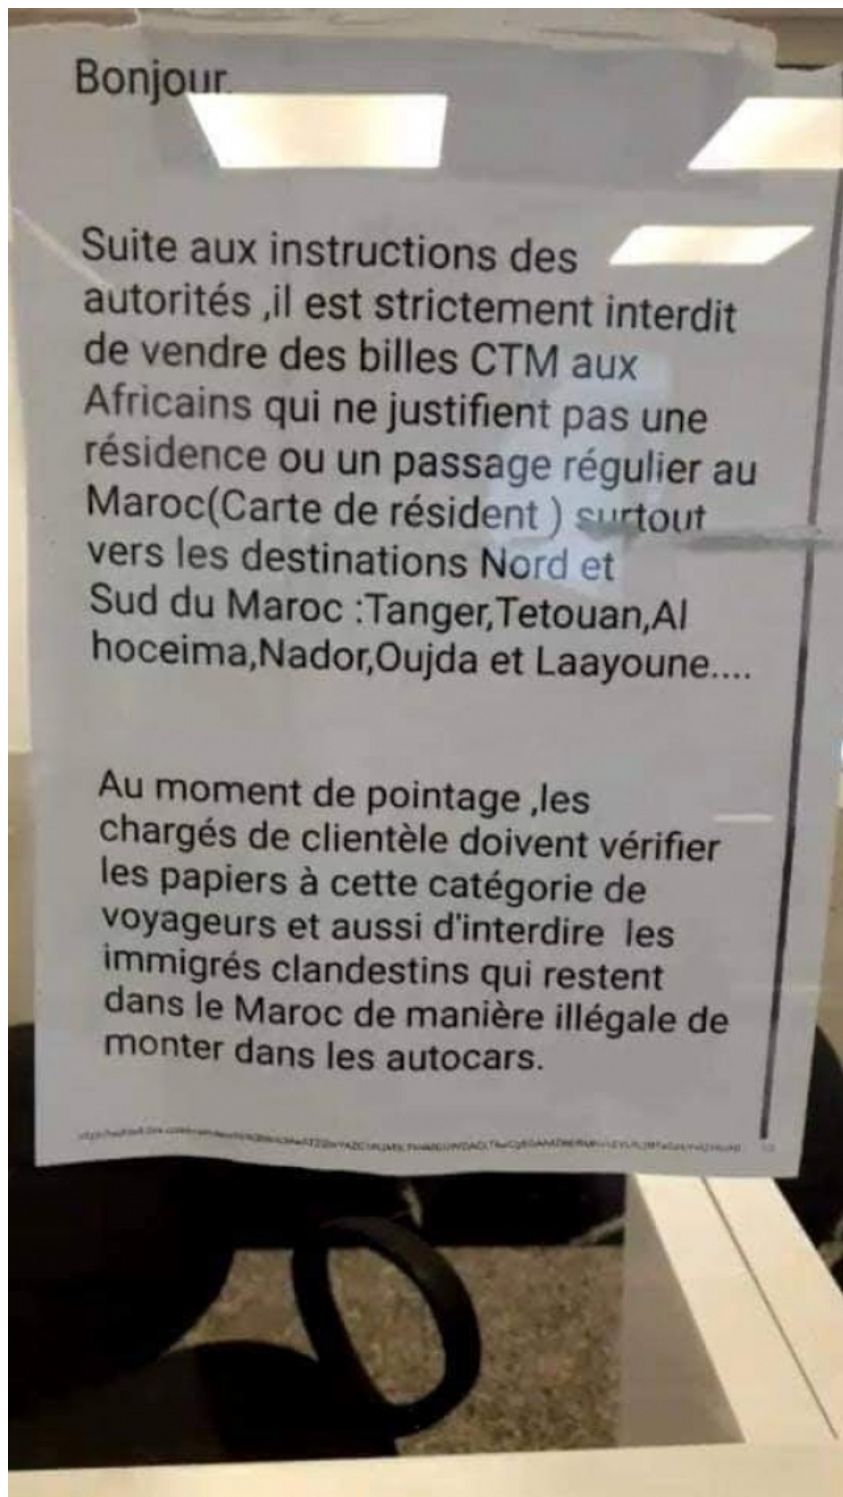 Bonjour
Suite aux instructions des
autorités ,il est strictement interdit
de vendre des billes CTM aux
Africains qui ne justifient pas une
résidence ou un passage régulier au
Maroc(Carte de résident ) surtout
vers les destinations Nord et
Sud du Maroc :Tanger,Tetouan,Al
hoceima,Nador,Oujda et Laayoune....
Au moment de pointage ,les
chargés de clientèle doivent vérifier
les papiers à cette catégorie de
voyageurs et aussi d'interdire les
immigrés clandestins qui restent
dans le Maroc de manière illégale de
monter dans les autocars.